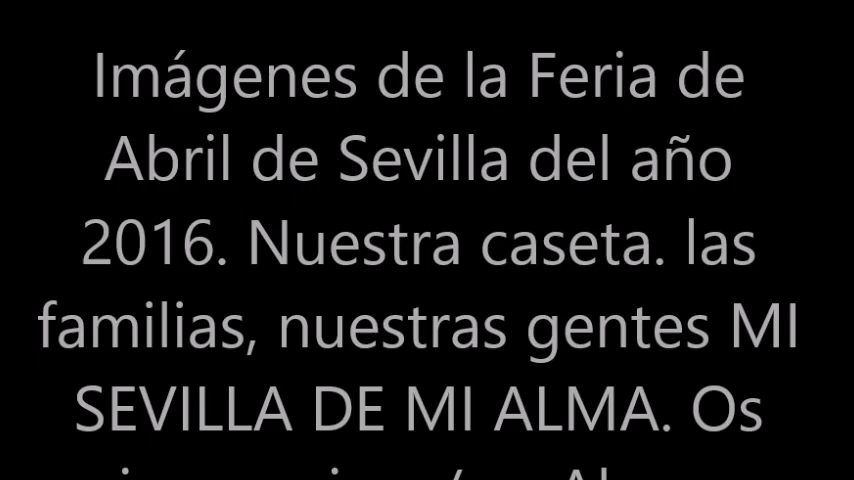 Imágenes de la Feria de
Abril de Sevilla del año
2016. Nuestra caseta. las
familias, nuestras gentes MI
SEVILLA DE MI ALMA. Os